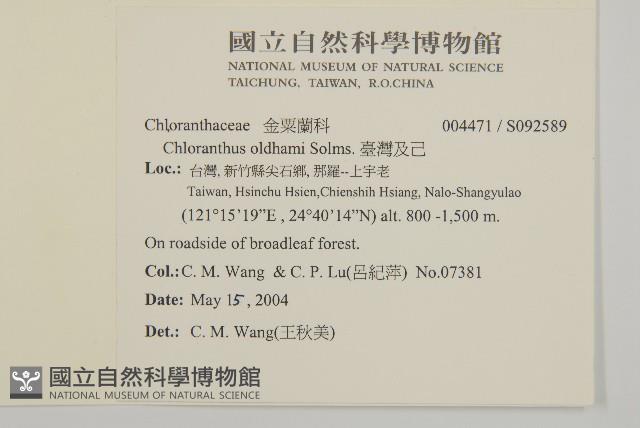 國立自然科學博物館
NATIONAL MUSEUM OF NATURAL SCIENCE
TAICHUNG, TAIWAN, R.O.CHINA
Chloranthaceae 金粟蘭科 004471 / S092589
Chloranthus oldhami Solms. 臺灣及己
Loc.: 台灣, 新竹縣尖石鄉, 那羅--上宇老
Taiwan, Hsinchu Hsien,Chienshih Hsiang, Nalo-Shangyulao
(121°15’19”E , 24°40’14”N) alt. 800 -1,500 m.
On roadside of broadleaf forest.
Col.: C. M. Wang & C. P. Lu(呂紀萍) No.07381
Date: May 15, 2004
Det.: C. M. Wang(王秋美)
國立自然科學博物館
NATIONAL MUSEUM OF NATURAL SCIENCE